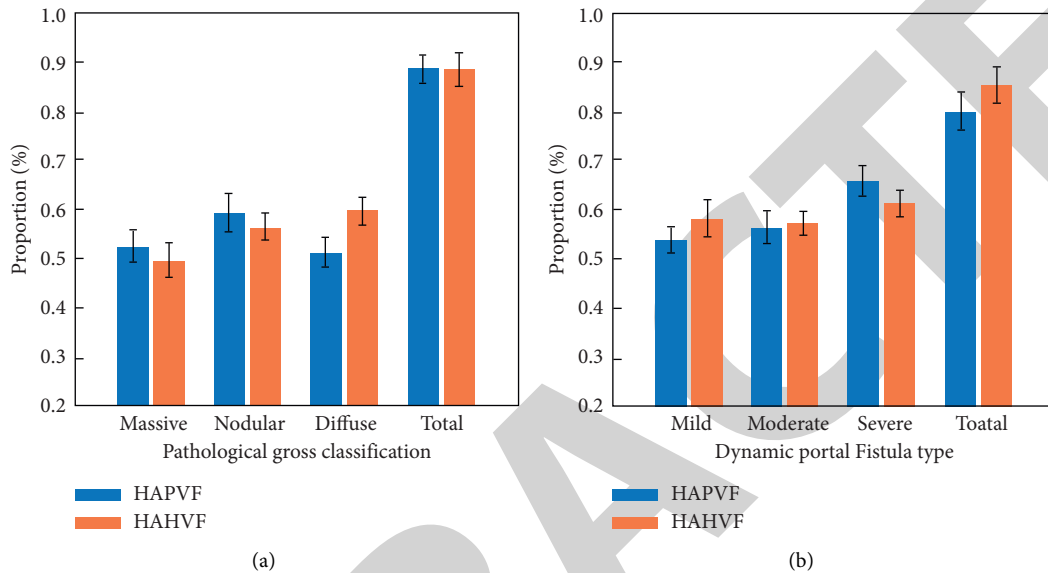 1.0
0.9
0.8
0.7
0.6
0.5
0.4
0.3
0.2
Proportion (%)
Massive Nodular Diffuse Total
Pathological gross classification
HAPVF
HAHVF
(a)
1.0
0.9
0.8
0.7
0.6
0.5
0.4
0.3
0.2
Proportion (%)
Mild Moderate Severe Toatal
Dynamic portal Fistula type
HAPVF
HAHVF
(b)